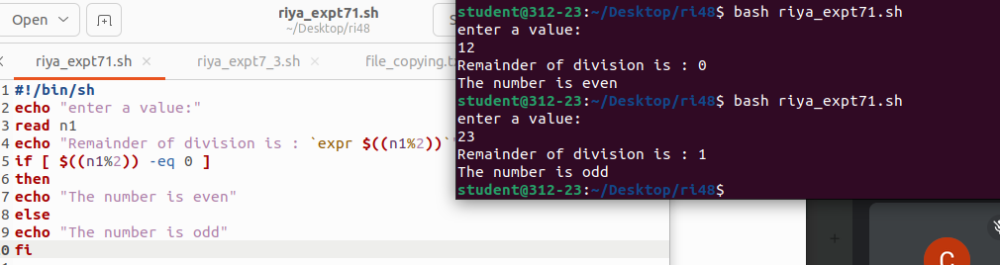 Open
riya_expt71.sh
~/Desktop/ri48
riya_expt71.sh ×
riya_expt7_3.sh ×
file_copying.t
1 #!/bin/sh
2 echo "enter a value:"
3 read n1
4 echo "Remainder of division is : `expr $((n1%2))`
5 if [ $((n1%2)) -eq 0 ]
6 then
7 echo "The number is even"
8 else
9 echo "The number is odd"
0 fi
student@312-23:~/Desktop/ri48$ bash riya_expt71.sh
enter a value:
12
Remainder of division is : 0
The number is even
student@312-23:~/Desktop/ri48$ bash riya_expt71.sh
enter a value:
23
Remainder of division is : 1
The number is odd
student@312-23:~/Desktop/ri48$
C